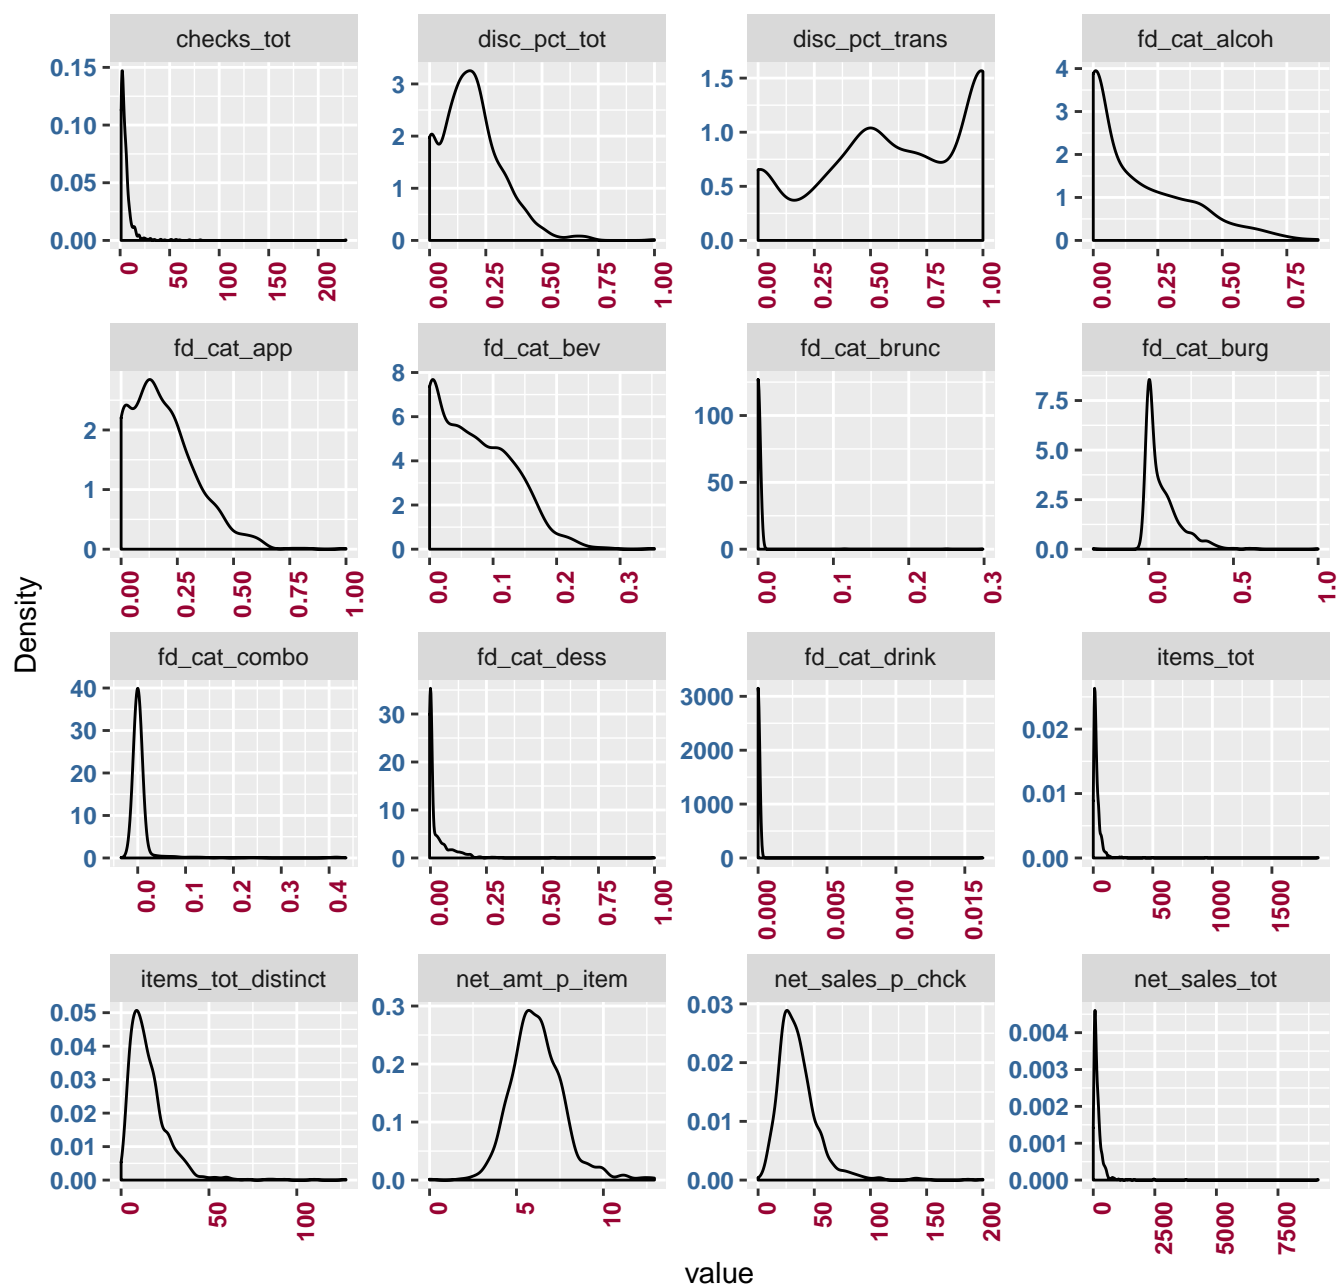 checks_tot disc_pct_tot disc_pct_trans fd_cat_alcoh
0.15 0.10 0.05 0.00
3 2 1 0
1.5 1.0 0.5 0.0
4 3 2 1 0
0 50 100 150 200
0.00 0.25 0.50 0.75 1.00
0.00 0.25 0.50 0.75 1.00
0.00 0.25 0.50 0.75
fd_cat_app fd_cat_bev fd_cat_brunc fd_cat_burg
2 1 0
8 6 4 2 0
100 50 0
7.5 5.0 2.5 0.0
0.00 0.25 0.50 0.75 1.00
0.0 0.1 0.2 0.3
0.0 0.1 0.2 0.3
0.0 0.5 1.0
Density
fd_cat_combo fd_cat_dess fd_cat_drink items_tot
40 30 20 10 0
30 20 10 0
3000 2000 1000 0
0.02 0.01 0.00
0.0 0.1 0.2 0.3 0.4
0.00 0.25 0.50 0.75 1.00
0.000 0.005 0.010 0.015
0 500 1000 1500
items_tot_distinct net_amt_p_item net_sales_p_chck net_sales_tot
0.05 0.04 0.03 0.02 0.01 0.00
0.3 0.2 0.1 0.0
0.03 0.02 0.01 0.00
0.004 0.003 0.002 0.001 0.000
0 50 100
0 5 10
0 50 100 150 200
0 2500 5000 7500
value